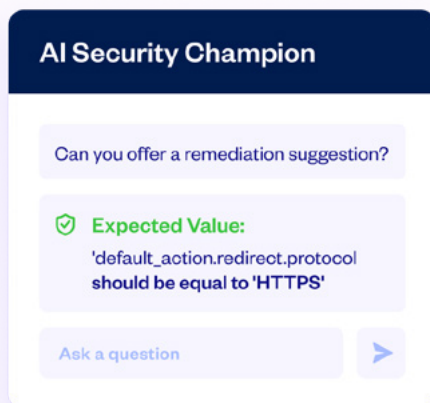 AI Security Champion
Can you offer a remediation suggestion?
Expected Value:
'default_action.redirect.protocol
should be equal to 'HTTPS'
Ask a question